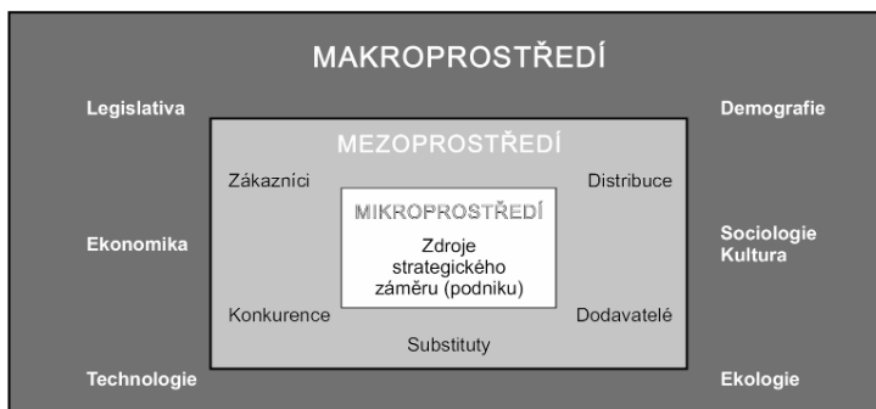 MAKROPROSTŘEDÍ
Legislativa
Demografie
MEZOPROSTŘEDÍ
Zákazníci
Distribuce
MIKROPROSTŘEDÍ
Zdroje
strategického
záměru (podniku)
Ekonomika
Sociologie
Kultura
Konkurence
Dodavatelé
Substituty
Technologie
Ekologie